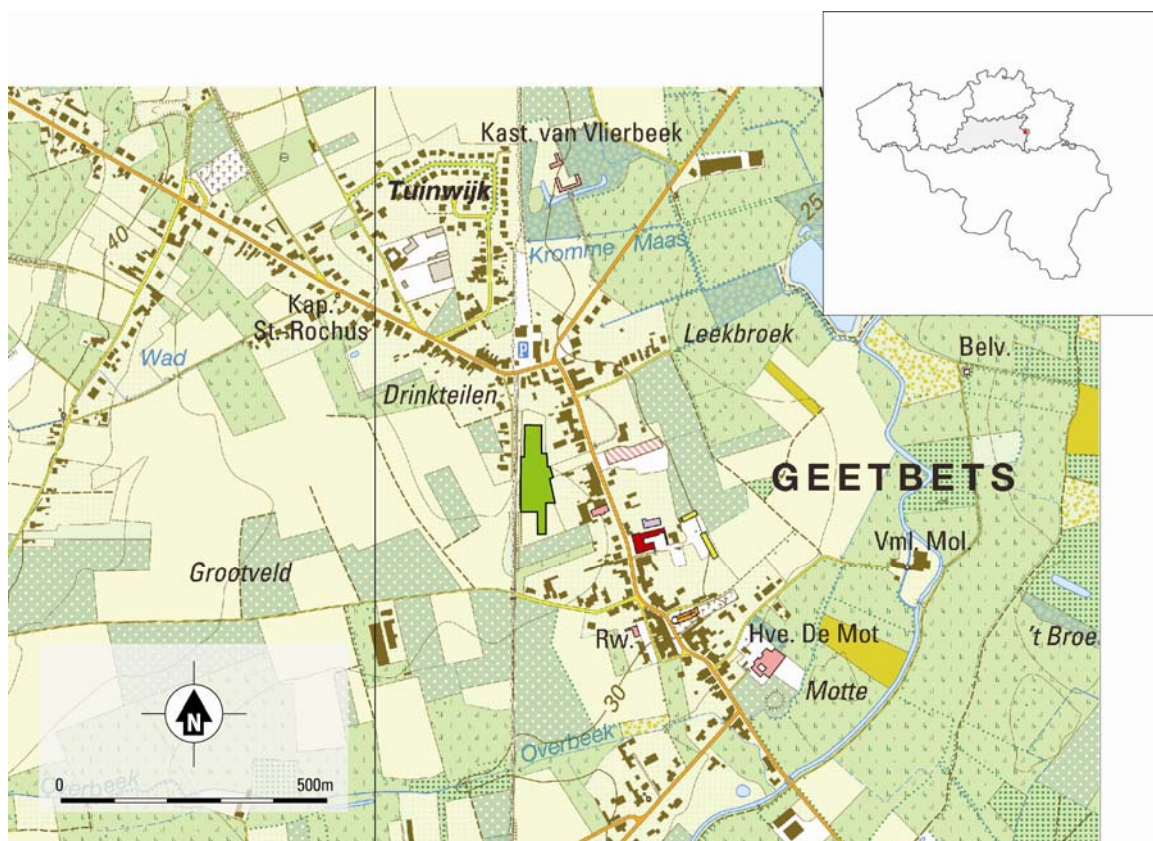 Kast. van Vlierbeek
Tuinwijk
25
40
Kromme Maas
Kap.
St.-Rochus
Leekbroek
Wad
P
Belv.
Drinkteilen
GEETBETS
Vml. Mol.
Grootveld
Rw.
Hve. De Mot
't Broe
Motte
N
30
Overbeek
0 500m
Overbeek